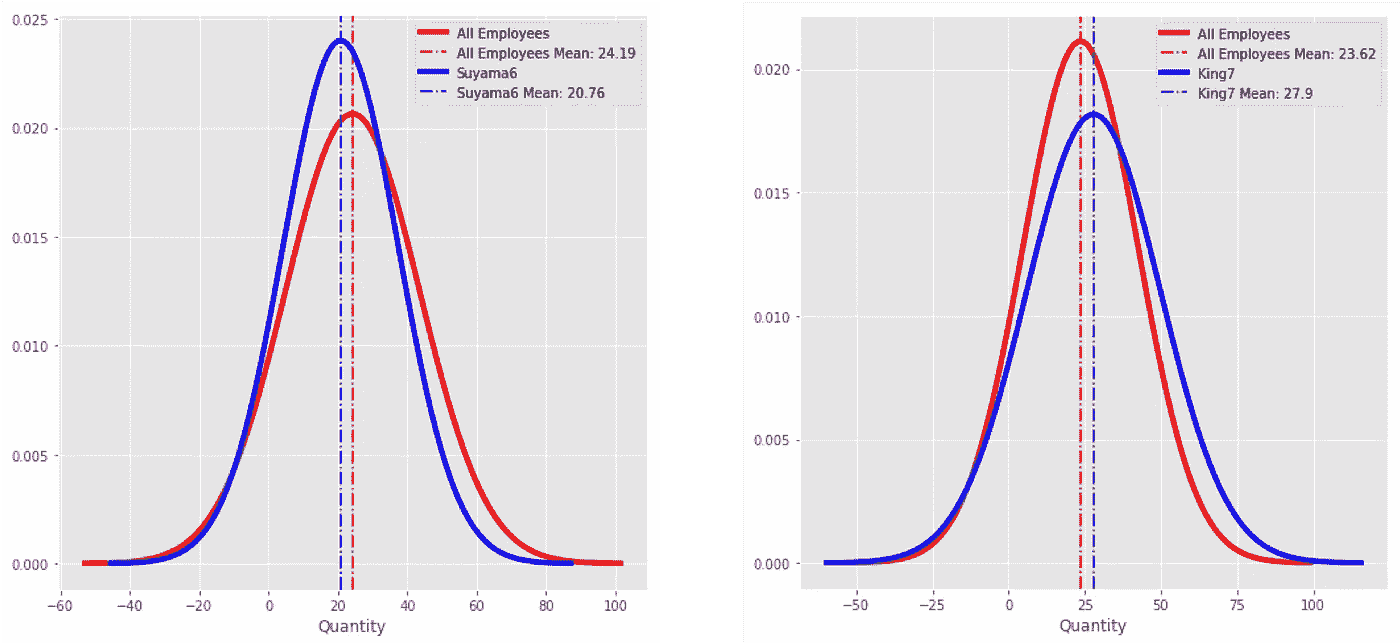 0.025
0.020
0.015
0.010
0.005
0.000
−60 −40 −20 0 20 40 60 80 100
Quantity
All Employees
All Employees Mean: 24.19
Suyama6
Suyama6 Mean: 20.76
0.020
0.015
0.010
0.005
0.000
−50 −25 0 25 50 75 100
Quantity
All Employees
All Employees Mean: 23.62
King7
King7 Mean: 27.9